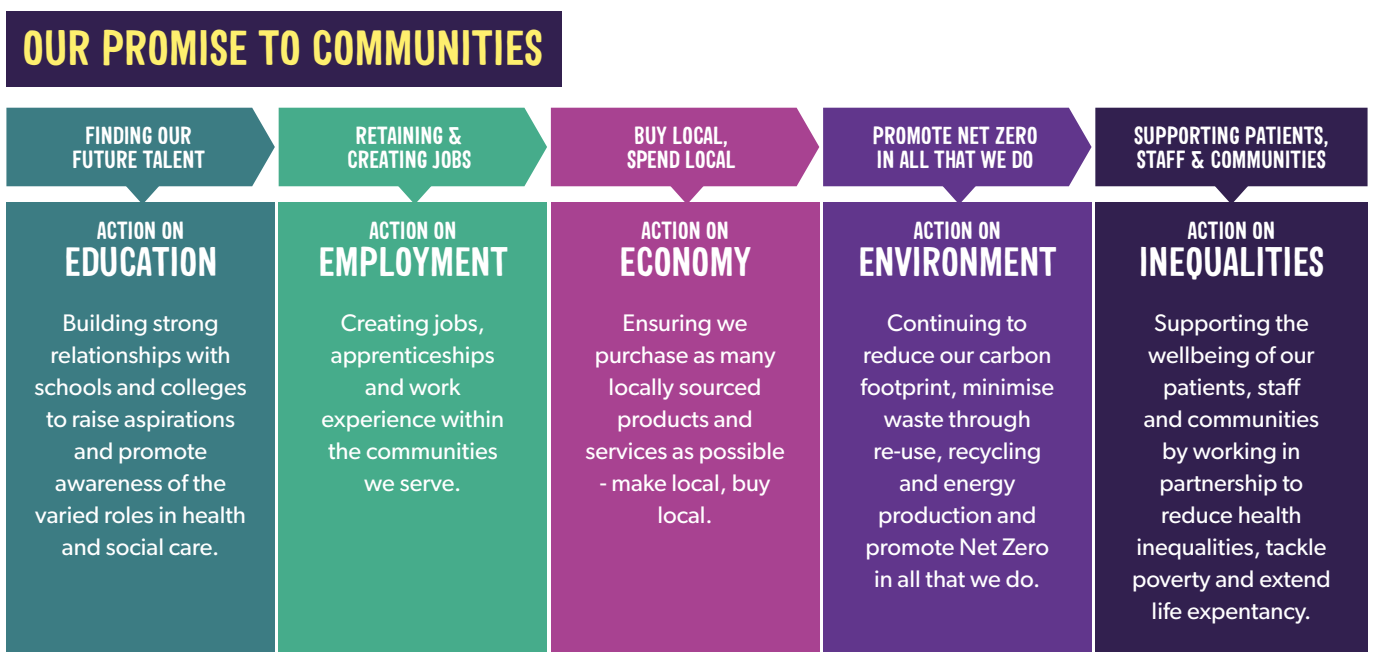 OUR PROMISE TO COMMUNITIES
FINDING OUR
FUTURE TALENT
ACTION ON
EDUCATION
Building strong
relationships with
schools and colleges
to raise aspirations
and promote
awareness of the
varied roles in health
and social care.
RETAINING &
CREATING JOBS
ACTION ON
EMPLOYMENT
Creating jobs,
apprenticeships
and work
experience within
the communities
we serve.
BUY LOCAL,
SPEND LOCAL
ACTION ON
ECONOMY
Ensuring we
purchase as many
locally sourced
products and
services as possible
- make local, buy
local.
PROMOTE NET ZERO
IN ALL THAT WE DO
ACTION ON
ENVIRONMENT
Continuing to
reduce our carbon
footprint, minimise
waste through
re-use, recycling
and energy
production and
promote Net Zero
in all that we do.
SUPPORTING PATIENTS,
STAFF & COMMUNITIES
ACTION ON
INEQUALITIES
Supporting the
wellbeing of our
patients, staff
and communities
by working in
partnership to
reduce health
inequalities, tackle
poverty and extend
life expentancy.